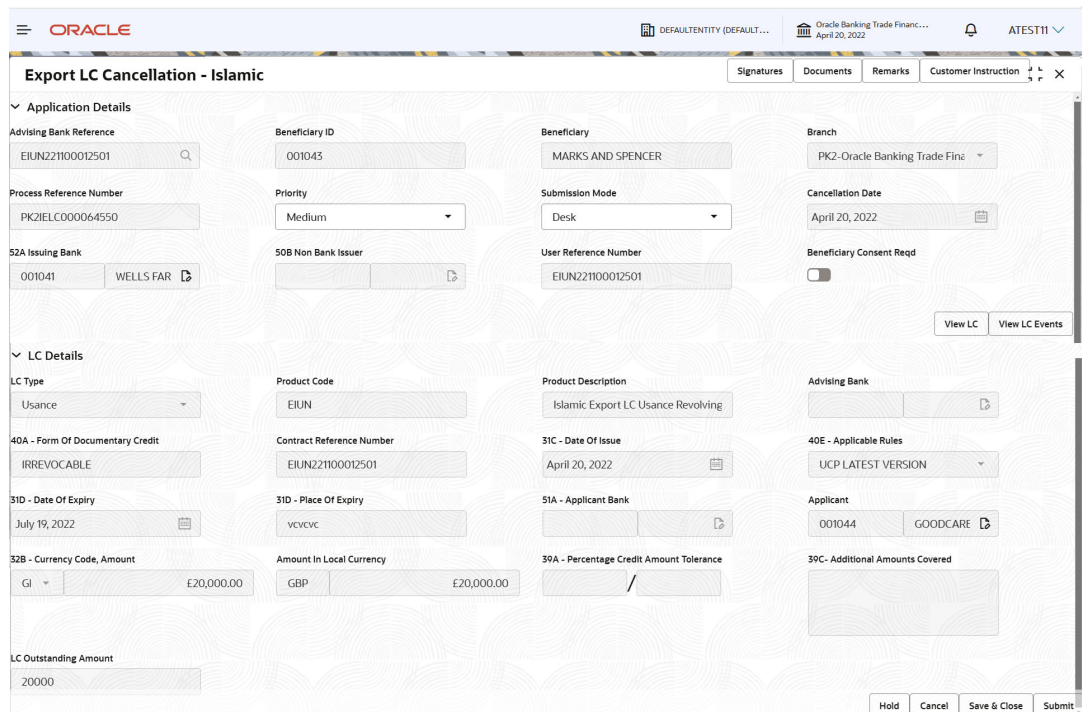 ORACLE
DEFAULTENTITY (DEFAULT...
Oracle Banking Trade Financ...
April 20, 2022
ATEST11
Export LC Cancellation - Islamic
Signatures Documents Remarks Customer Instruction
Application Details
Advising Bank Reference Beneficiary ID Beneficiary Branch
EIUN221100012501 001043 MARKS AND SPENCER PK2-Oracle Banking Trade Fina
Process Reference Number Priority Submission Mode Cancellation Date
PK2IELC000064550 Medium Desk April 20, 2022
52A Issuing Bank 50B Non Bank Issuer User Reference Number Beneficiary Consent Reqd
001041 WELLS FAR EIUN221100012501
View LC View LC Events
LC Details
LC Type Product Code Product Description Advising Bank
Usance EIUN Islamic Export LC Usance Revolving
40A - Form Of Documentary Credit Contract Reference Number 31C - Date Of Issue 40E - Applicable Rules
IRREVOCABLE EIUN221100012501 April 20, 2022 UCP LATEST VERSION
31D - Date Of Expiry 31D - Place Of Expiry 51A - Applicant Bank Applicant
July 19, 2022 vcvcvc 001044 GOODCARE
32B - Currency Code, Amount Amount In Local Currency 39A - Percentage Credit Amount Tolerance 39C- Additional Amounts Covered
GI £20,000.00 GBP £20,000.00 /
LC Outstanding Amount
20000
Hold Cancel Save & Close Submit